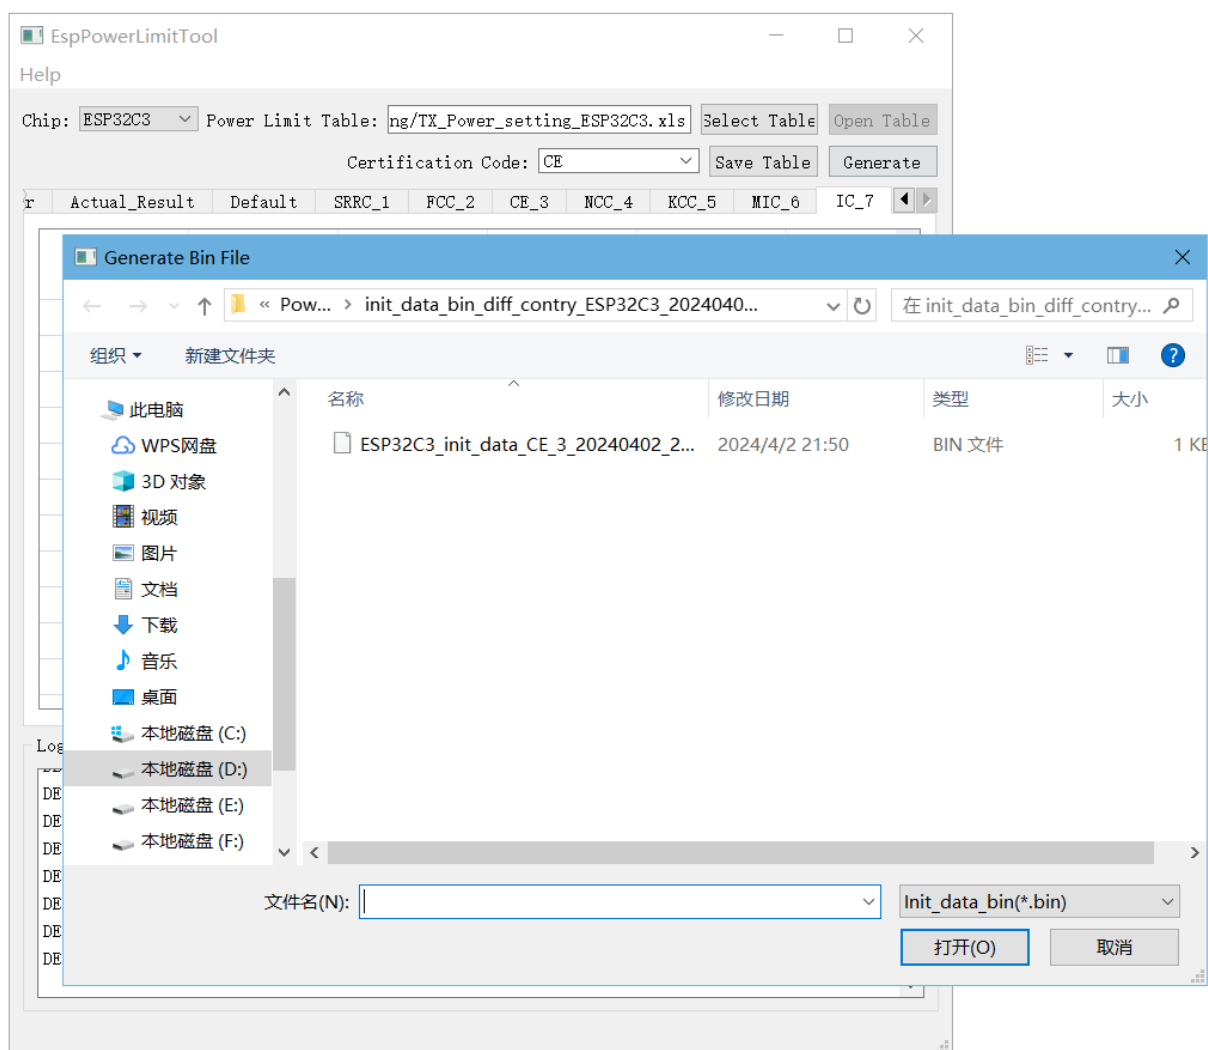 EspPowerLimitTool
Help
Chip: ESP32C3 Power Limit Table: ng/TX_Power_setting_ESP32C3.xls Select Table Open Table
Certification Code: CE Save Table Generate
r Actual_Result Default SRRC_1 FCC_2 CE_3 NCC_4 KCC_5 MIC_6 IC_7
Generate Bin File
« Pow... › init_data_bin_diff_contry_ESP32C3_2024040... 在 init_data_bin_diff_contry...
组织 新建文件夹
名称 修改日期 类型 大小
ESP32C3_init_data_CE_3_20240402_2... 2024/4/2 21:50 BIN 文件 1 KB
此电脑
WPS网盘
3D 对象
视频
图片
文档
下载
音乐
桌面
本地磁盘 (C:)
本地磁盘 (D:)
本地磁盘 (E:)
本地磁盘 (F:)
Log
DE
DE
DE
DE
DE
DE
DE
文件名(N): Init_data_bin(*.bin)
打开(O) 取消